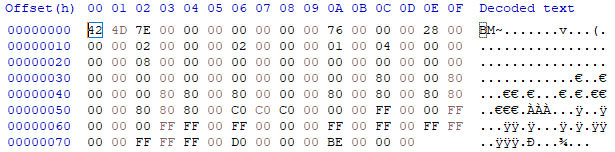 Offset(h) 00 01 02 03 04 05 06 07 08 09 0A 0B 0C 0D 0E 0F Decoded text
00000000 42 4D 7E 00 00 00 00 00 00 00 76 00 00 00 28 00 BM~.......v...(.
00000010 00 00 02 00 00 00 02 00 00 00 01 00 04 00 00 00 ................
00000020 00 00 08 00 00 00 00 00 00 00 00 00 00 00 00 00 ................
00000030 00 00 00 00 00 00 00 00 00 00 00 00 80 00 00 80 ............€..€
00000040 00 00 00 80 80 00 80 00 00 00 80 00 80 00 80 80 ...€€.€...€.€.€€
00000050 00 00 80 80 80 00 C0 C0 C0 00 00 00 FF 00 00 FF ..€€€.ÀÀÀ...ÿ..ÿ
00000060 00 00 00 FF FF 00 FF 00 00 00 FF 00 FF 00 FF FF ...ÿÿ.ÿ...ÿ.ÿ.ÿÿ
00000070 00 00 FF FF FF 00 D0 00 00 00 BE 00 00 00 ..ÿÿÿ.Ð...¾...